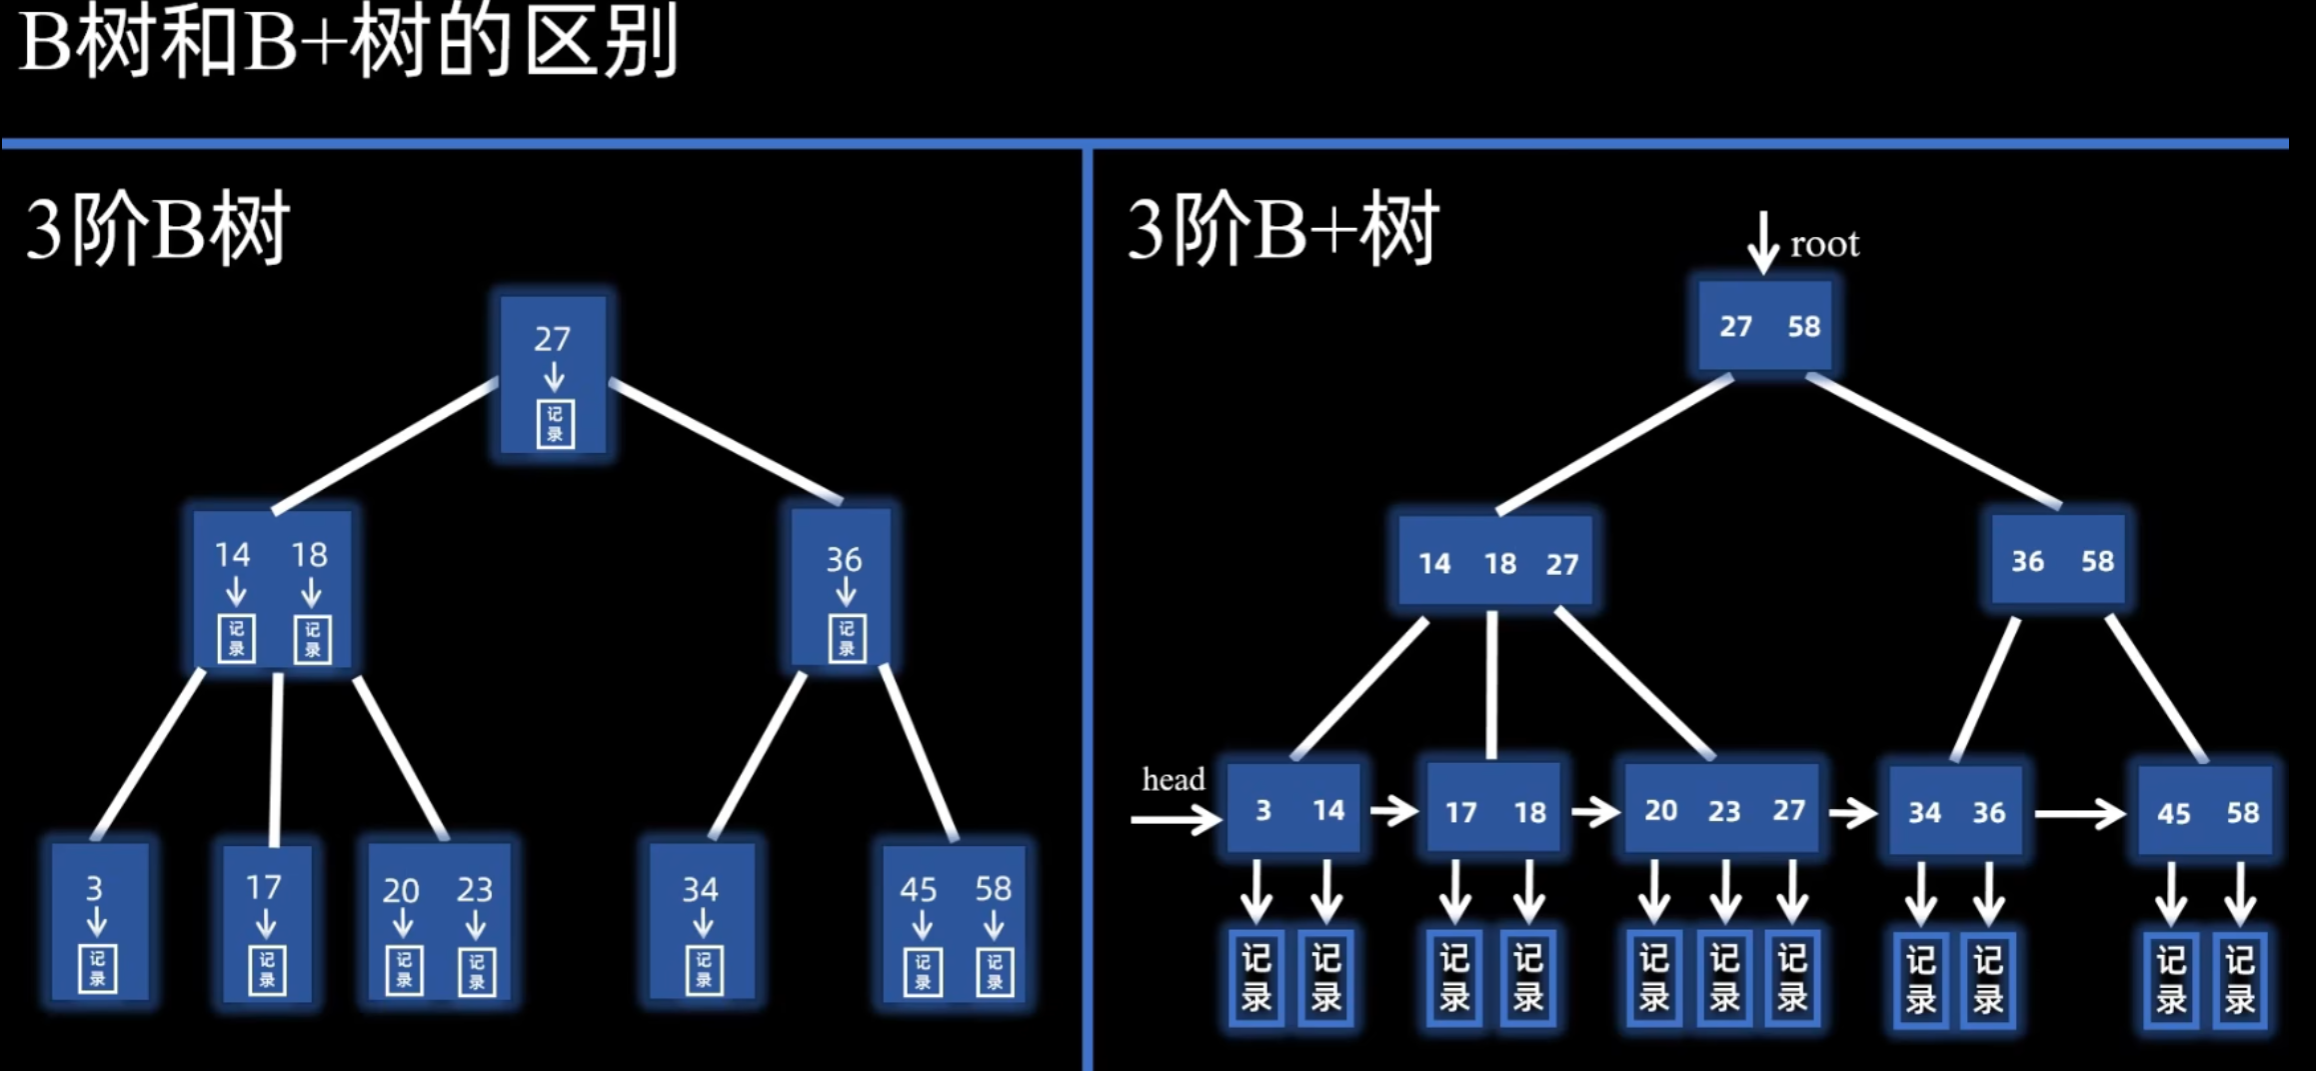 B树和B+树的区别
3阶B树
27
记录
14 18
记录 记录
36
记录
3
记录
17
记录
20 23
记录 记录
34
记录
45 58
记录 记录
3阶B+树
root
27 58
14 18 27
36 58
head
3 14
17 18
20 23 27
34 36
45 58
记录 记录
记录 记录
记录 记录 记录
记录 记录
记录 记录